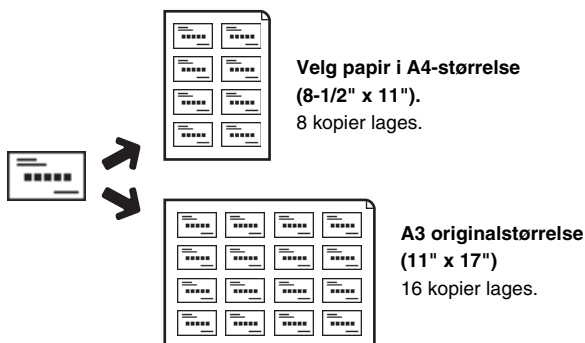 Velg papir i A4-størrelse
(8-1/2" x 11").
8 kopier lages.
A3 originalstørrelse
(11" x 17")
16 kopier lages.